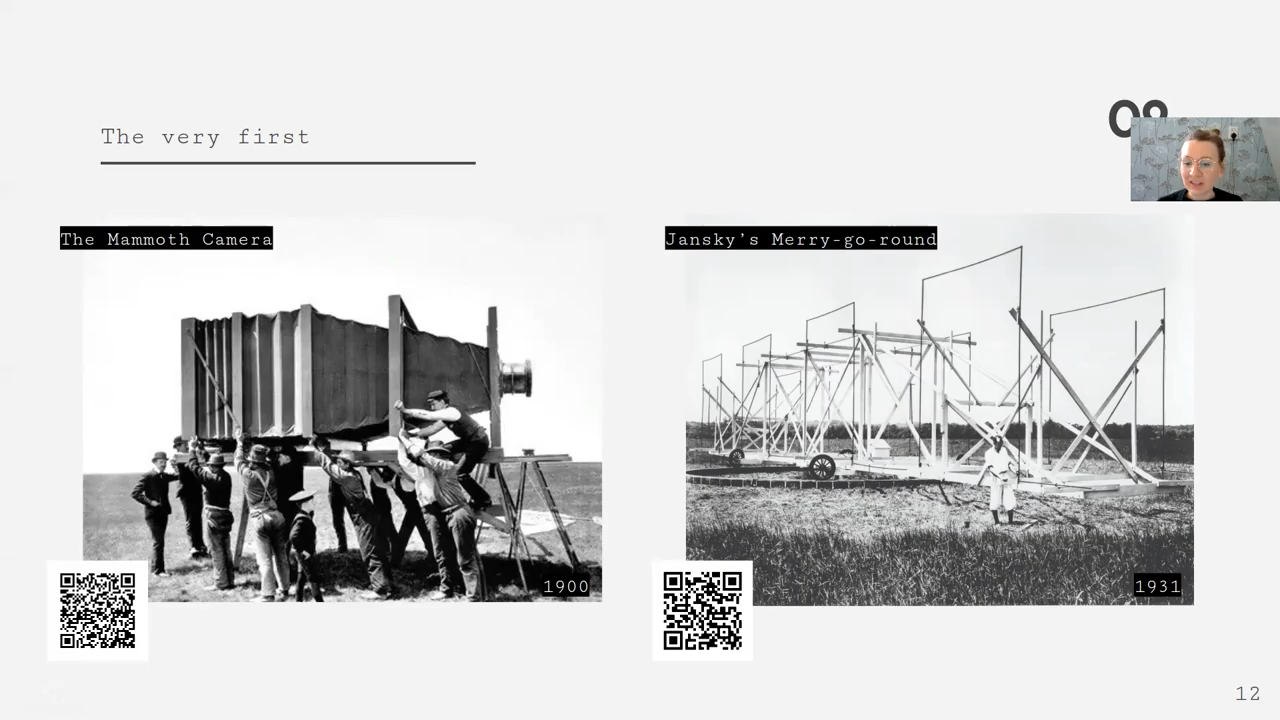 The very first
The Mammoth Camera
Jansky's Merry-go-round
1900
1931
12